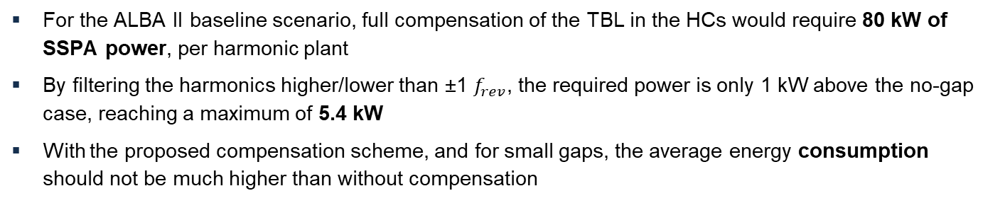 ▪ For the ALBA II baseline scenario, full compensation of the TBL in the HCs would require 80 kW of
SSPA power, per harmonic plant
▪ By filtering the harmonics higher/lower than ±1 𝑓𝑟𝑒𝑣, the required power is only 1 kW above the no-gap
case, reaching a maximum of 5.4 kW
▪ With the proposed compensation scheme, and for small gaps, the average energy consumption
should not be much higher than without compensation